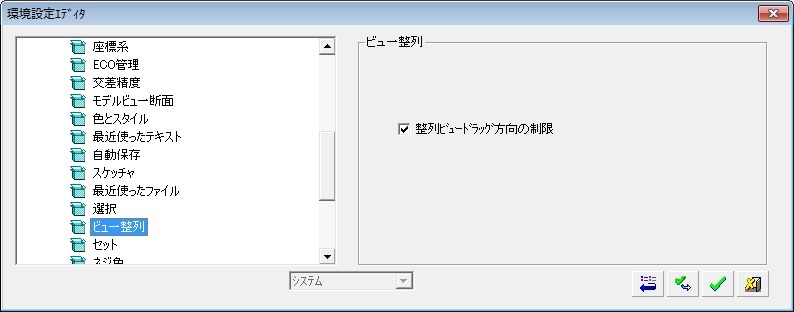 環境設定ｴﾃﾞｨﾀ
座標系
ECO管理
交差精度
モデルビュー断面
色とスタイル
最近使ったテキスト
自動保存
スケッチャ
最近使ったファイル
選択
ビュー整列
セット
ネジ色
ビュー整列
整列ﾋﾞｭｰﾄﾞﾗｯｸﾞ方向の制限
システム